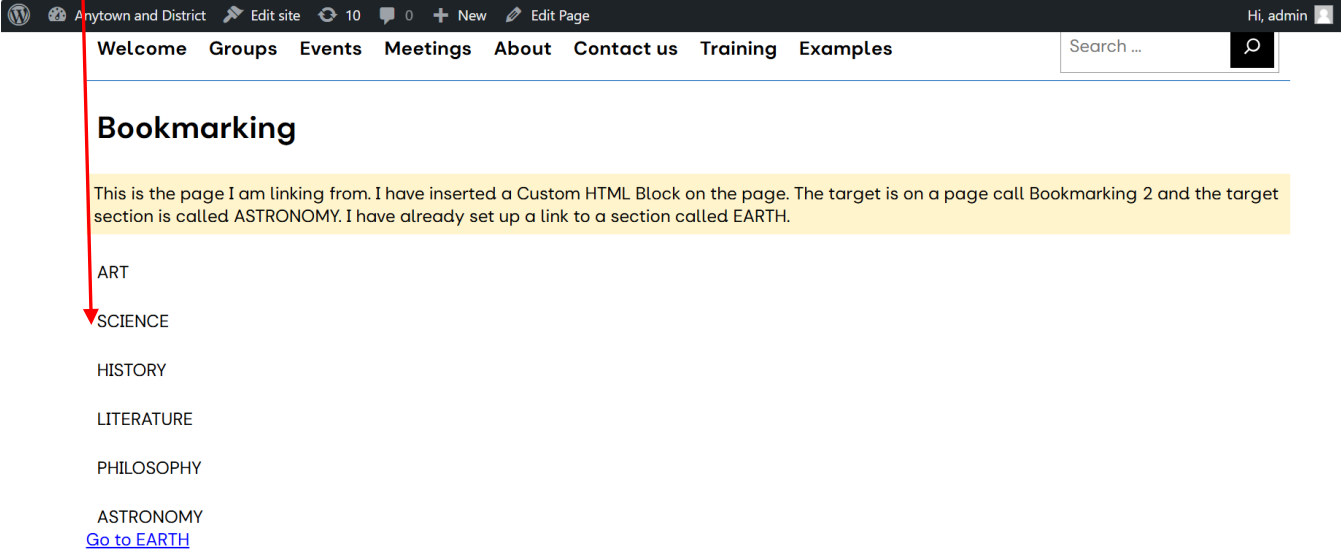 Anytown and District Edit site 10 0 New Edit Page Hi, admin
Welcome Groups Events Meetings About Contact us Training Examples Search ...
Bookmarking
This is the page I am linking from. I have inserted a Custom HTML Block on the page. The target is on a page call Bookmarking 2 and the target
section is called ASTRONOMY. I have already set up a link to a section called EARTH.
ART
SCIENCE
HISTORY
LITERATURE
PHILOSOPHY
ASTRONOMY
Go to EARTH